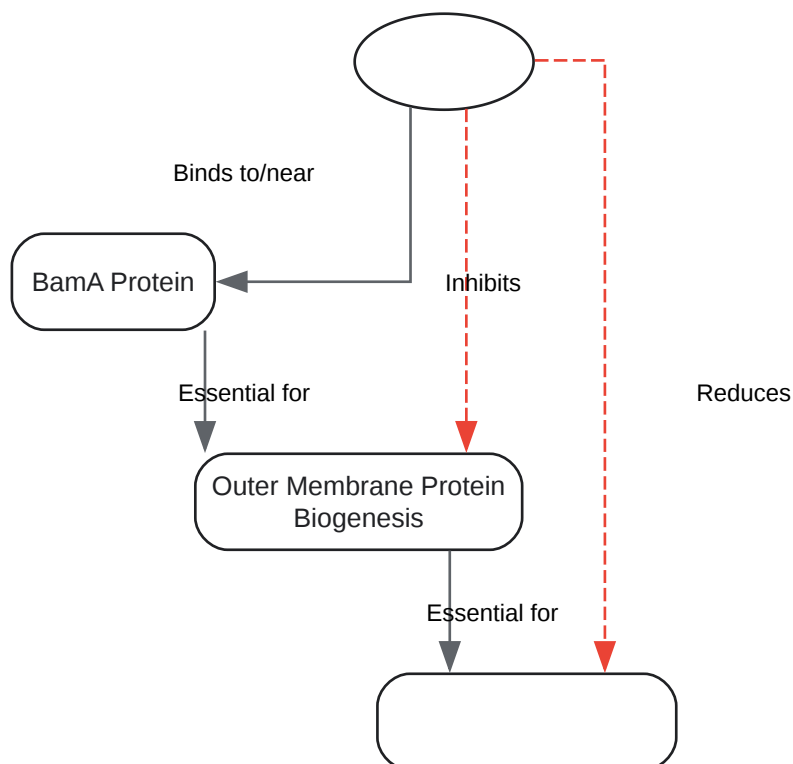 Binds to/near
BamA Protein
Inhibits
Essential for
Reduces
Outer Membrane Protein
Biogenesis
Essential for